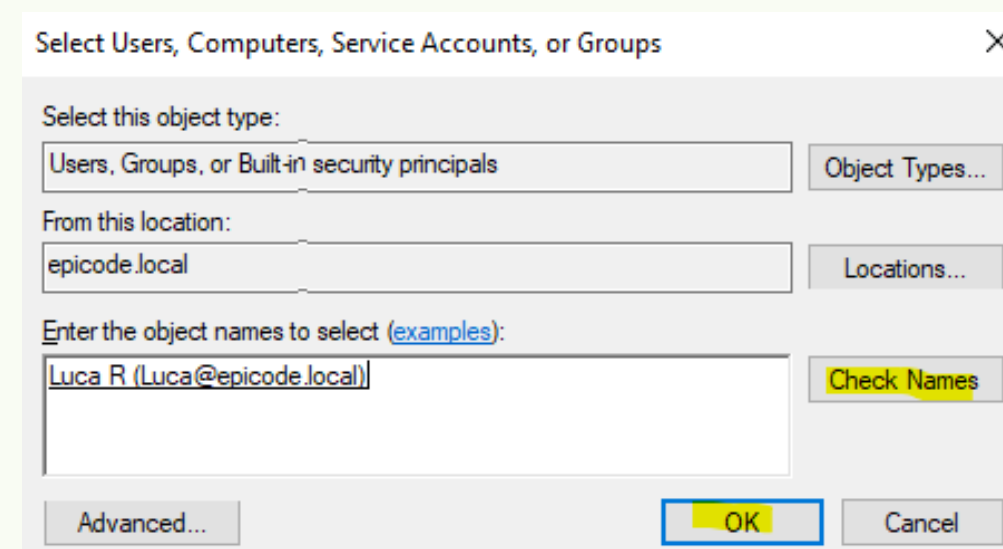 Select Users, Computers, Service Accounts, or Groups
Select this object type:
Users, Groups, or Built-in security principals
Object Types...
From this location:
epicode.local
Locations...
Enter the object names to select (examples):
Luca R (Luca@epicode.local)
Check Names
Advanced...
OK
Cancel